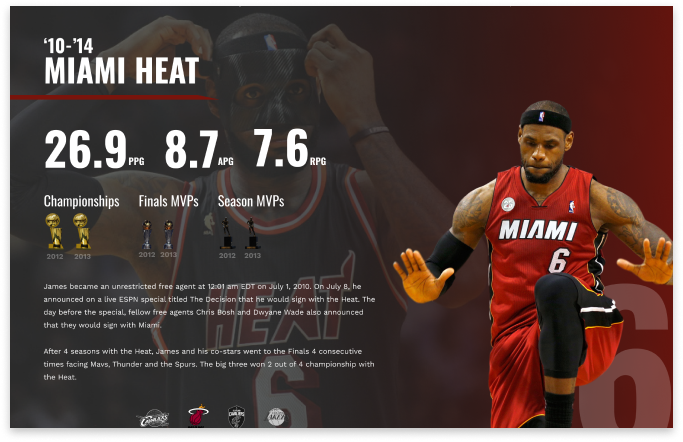 ‘10-’14
MIAMI HEAT
26.9 PPG 8.7 APG 7.6 RPG
Championships Finals MVPs Season MVPs
2012 2013 2012 2013 2012 2013
James became an unrestricted free agent at 12:01 am EDT on July 1, 2010. On July 8, he
announced on a live ESPN special titled The Decision that he would sign with the Heat. The
day before the special, fellow free agents Chris Bosh and Dwyane Wade also announced
that they would sign with Miami.
After 4 seasons with the Heat, James and his co-stars went to the Finals 4 consecutive
times facing Mavs, Thunder and the Spurs. The big three won 2 out of 4 championship with
the Heat.
MIAMI
6
HEAT
6
6
CAVALIERS